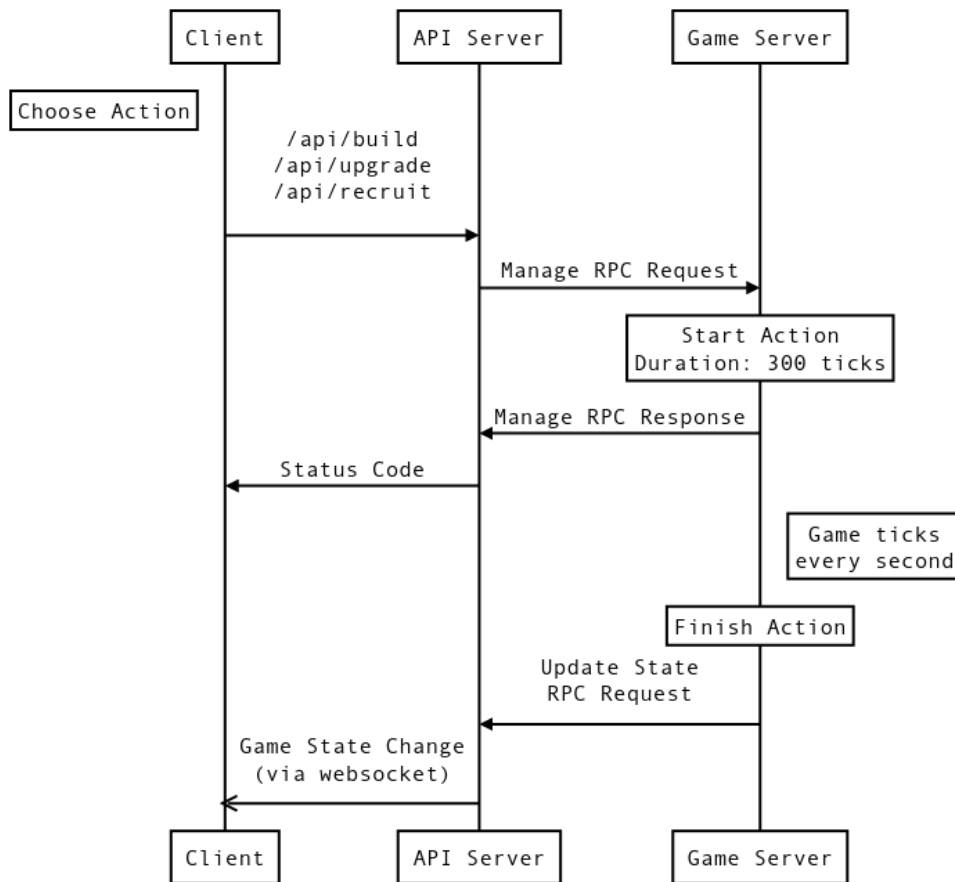 Client
API Server
Game Server
Choose Action
/api/build
/api/upgrade
/api/recruit
Manage RPC Request
Start Action
Duration: 300 ticks
Manage RPC Response
Status Code
Game ticks
every second
Finish Action
Update State
RPC Request
Game State Change
(via websocket)
Client
API Server
Game Server